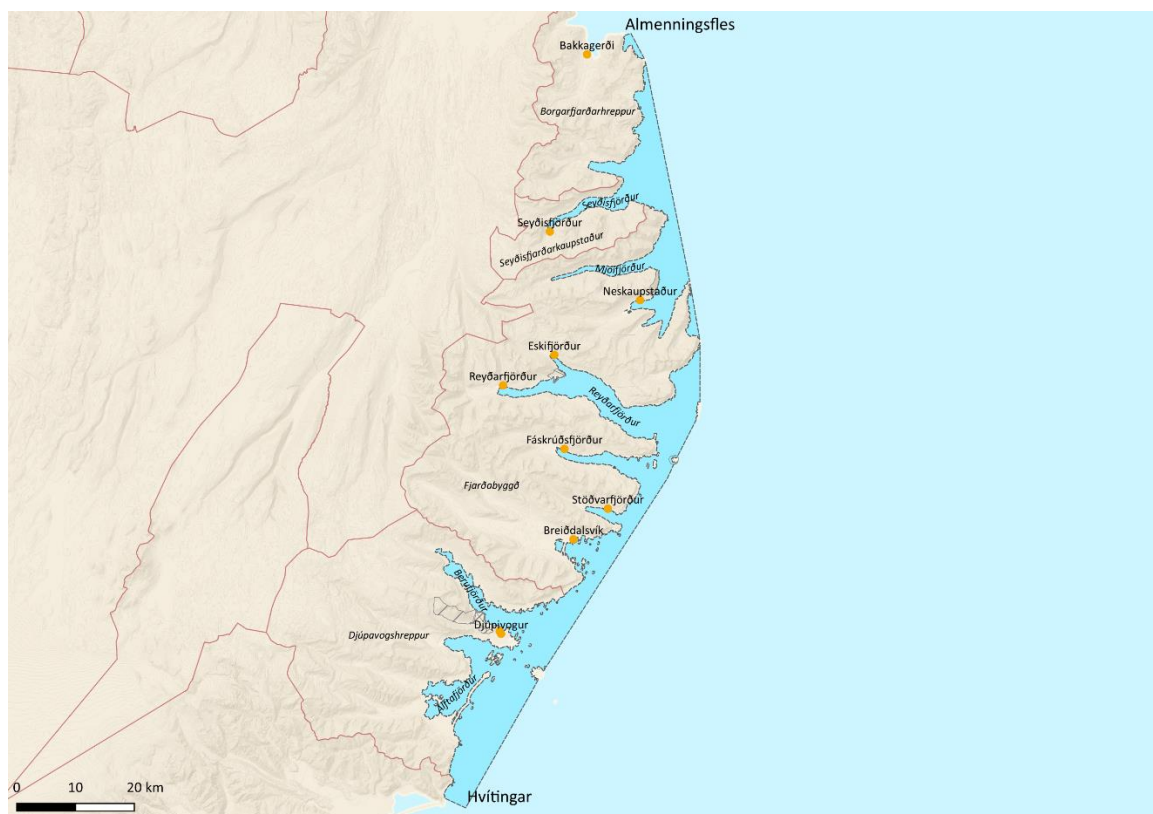 Almenningsfles
Bakkagerði
Borgarfjarðarhreppur
Seyðisfjörður
Seyðisfjörður
Seyðisfjarðarkaupstaður
Mjóifjörður
Neskaupstaður
Eskifjörður
Reyðarfjörður
Reyðarfjörður
Fáskrúðsfjörður
Fjarðabyggð
Stöðvarfjörður
Breiðdalsvík
Berufjörður
Djúpivogur
Djúpavogshreppur
Álftafjörður
0 10 20 km
Hvítingar